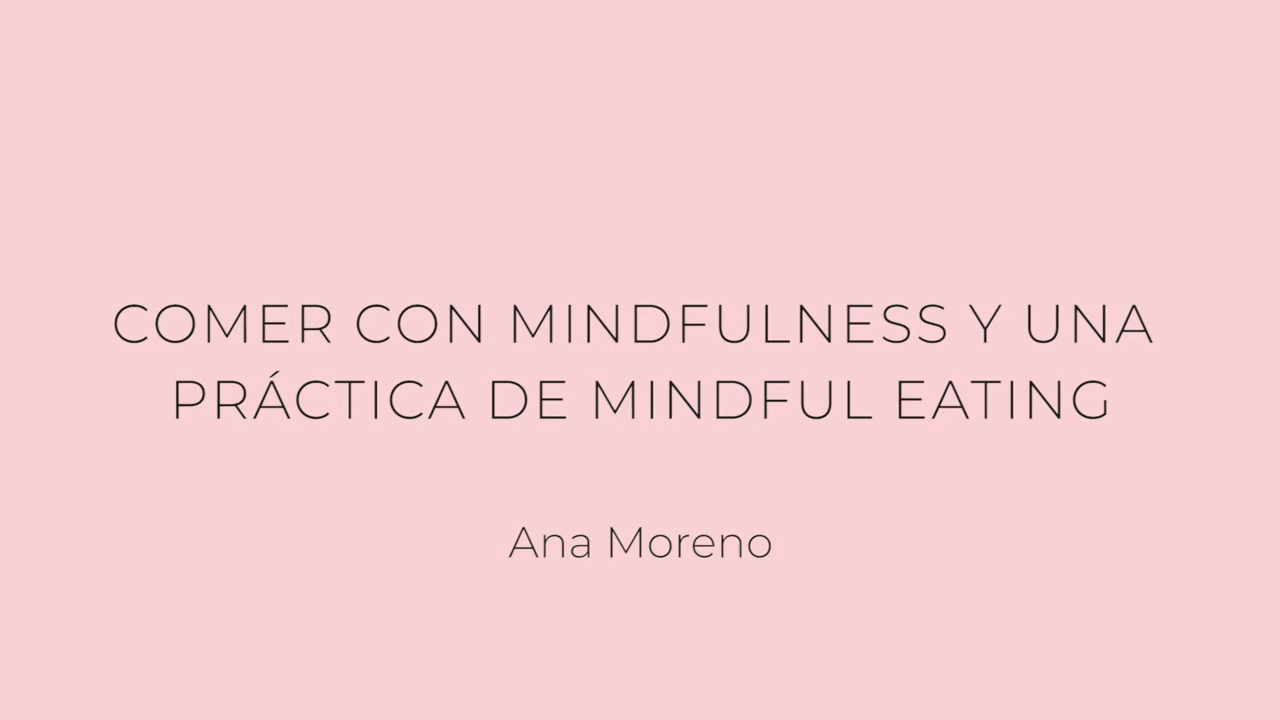 COMER CON MINDFULNESS Y UNA
PRÁCTICA DE MINDFUL EATING
Ana Moreno